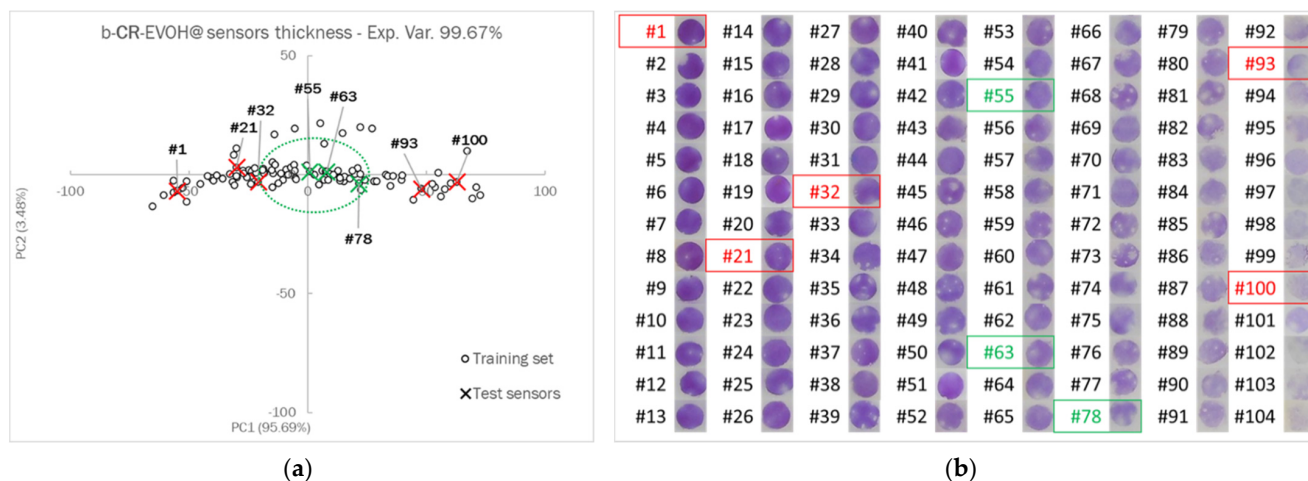 b-CR-EVOH@ sensors thickness - Exp. Var. 99.67%
50
#55
#32
#63
#21
#93
#100
#1
-100
100
#78
PC2 (3.48%)
-50
Training set
Test sensors
-100
PC1 (95.69%)
(a)
#1 #14 #27 #40 #53 #66 #79 #92
#2 #15 #28 #41 #54 #67 #80 #93
#3 #16 #29 #42 #55 #68 #81 #94
#4 #17 #30 #43 #56 #69 #82 #95
#5 #18 #31 #44 #57 #70 #83 #96
#6 #19 #32 #45 #58 #71 #84 #97
#7 #20 #33 #46 #59 #72 #85 #98
#8 #21 #34 #47 #60 #73 #86 #99
#9 #22 #35 #48 #61 #74 #87 #100
#10 #23 #36 #49 #62 #75 #88 #101
#11 #24 #37 #50 #63 #76 #89 #102
#12 #25 #38 #51 #64 #77 #90 #103
#13 #26 #39 #52 #65 #78 #91 #104
(b)